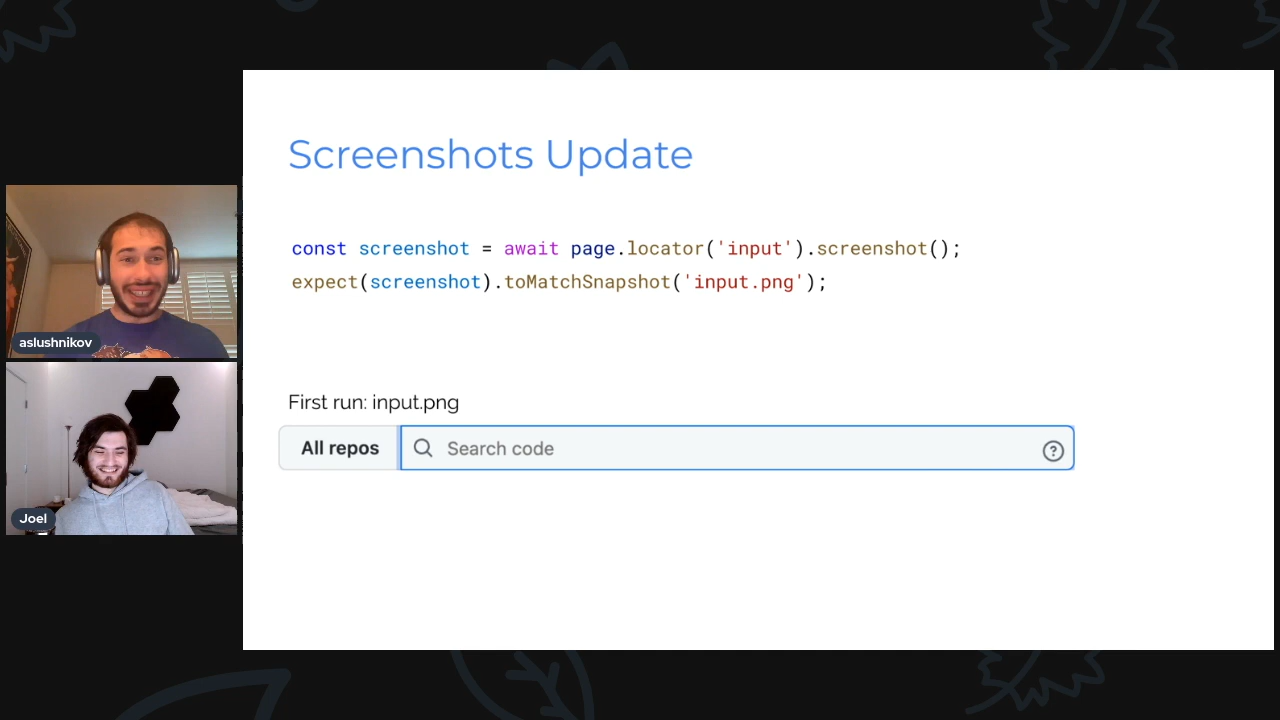 Screenshots Update
const screenshot = await page.locator('input').screenshot();
expect(screenshot).toMatchSnapshot('input.png');
aslushnikov
First run: input.png
All repos
Search code
?
Joel